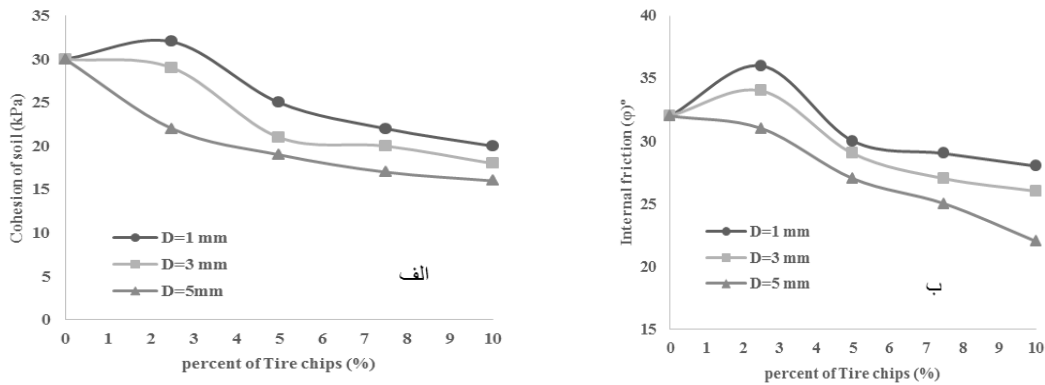 Cohesion of soil (kPa)
35
30
25
20
15
10
5
0
D=1 mm
D=3 mm
D=5mm
الف
0 1 2 3 4 5 6 7 8 9 10
percent of Tire chips (%)
Internal friction (φ)º
40
35
30
25
20
15
D=1 mm
D=3 mm
D=5 mm
ب
0 1 2 3 4 5 6 7 8 9 10
percent of Tire chips (%)